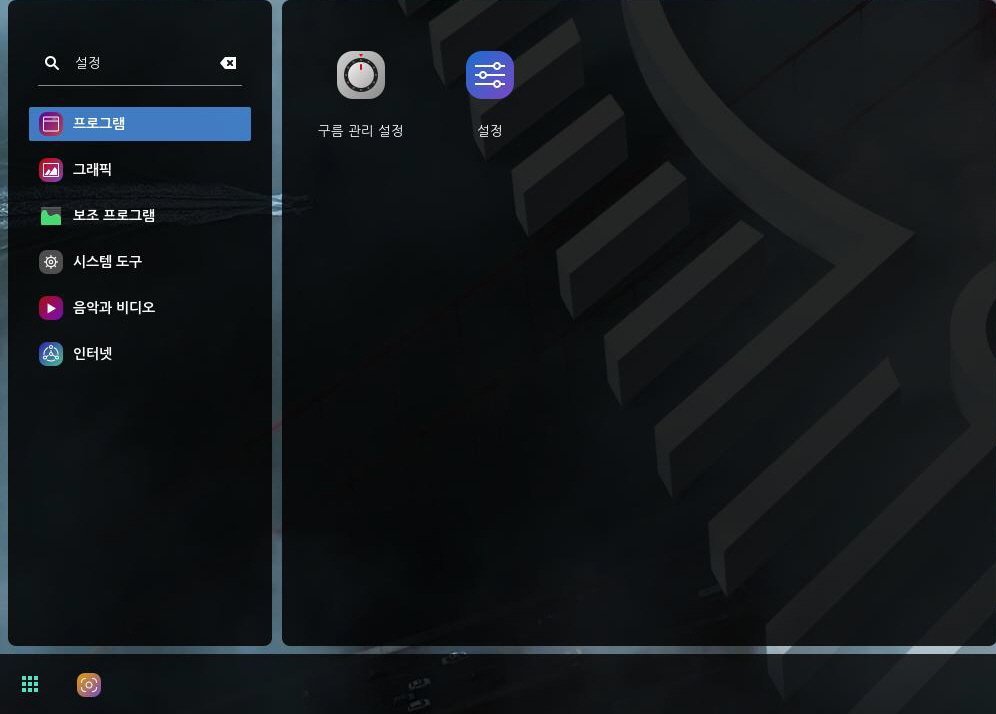 설정
프로그램
그래픽
보조 프로그램
시스템 도구
음악과 비디오
인터넷
구름 관리 설정
설정